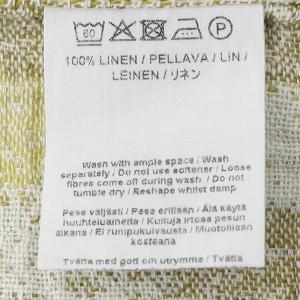 60 P
100% LINEN / PELLAVA / LIN /
LEINEN / リネン
Wash with ample space / Wash
separately / Do not use softener / Loose
fibres come off during wash / Do not
tumble dry / Reshape whilst damp
Pese väljästi / Pese erillään / Älä käytä
huuhteluainetta / Kuituja irtoaa pesun
aikana / Ei rumpukuivausta / Muotoillaan
kosteana
Tvätta med gott om utrymme / Tvätta